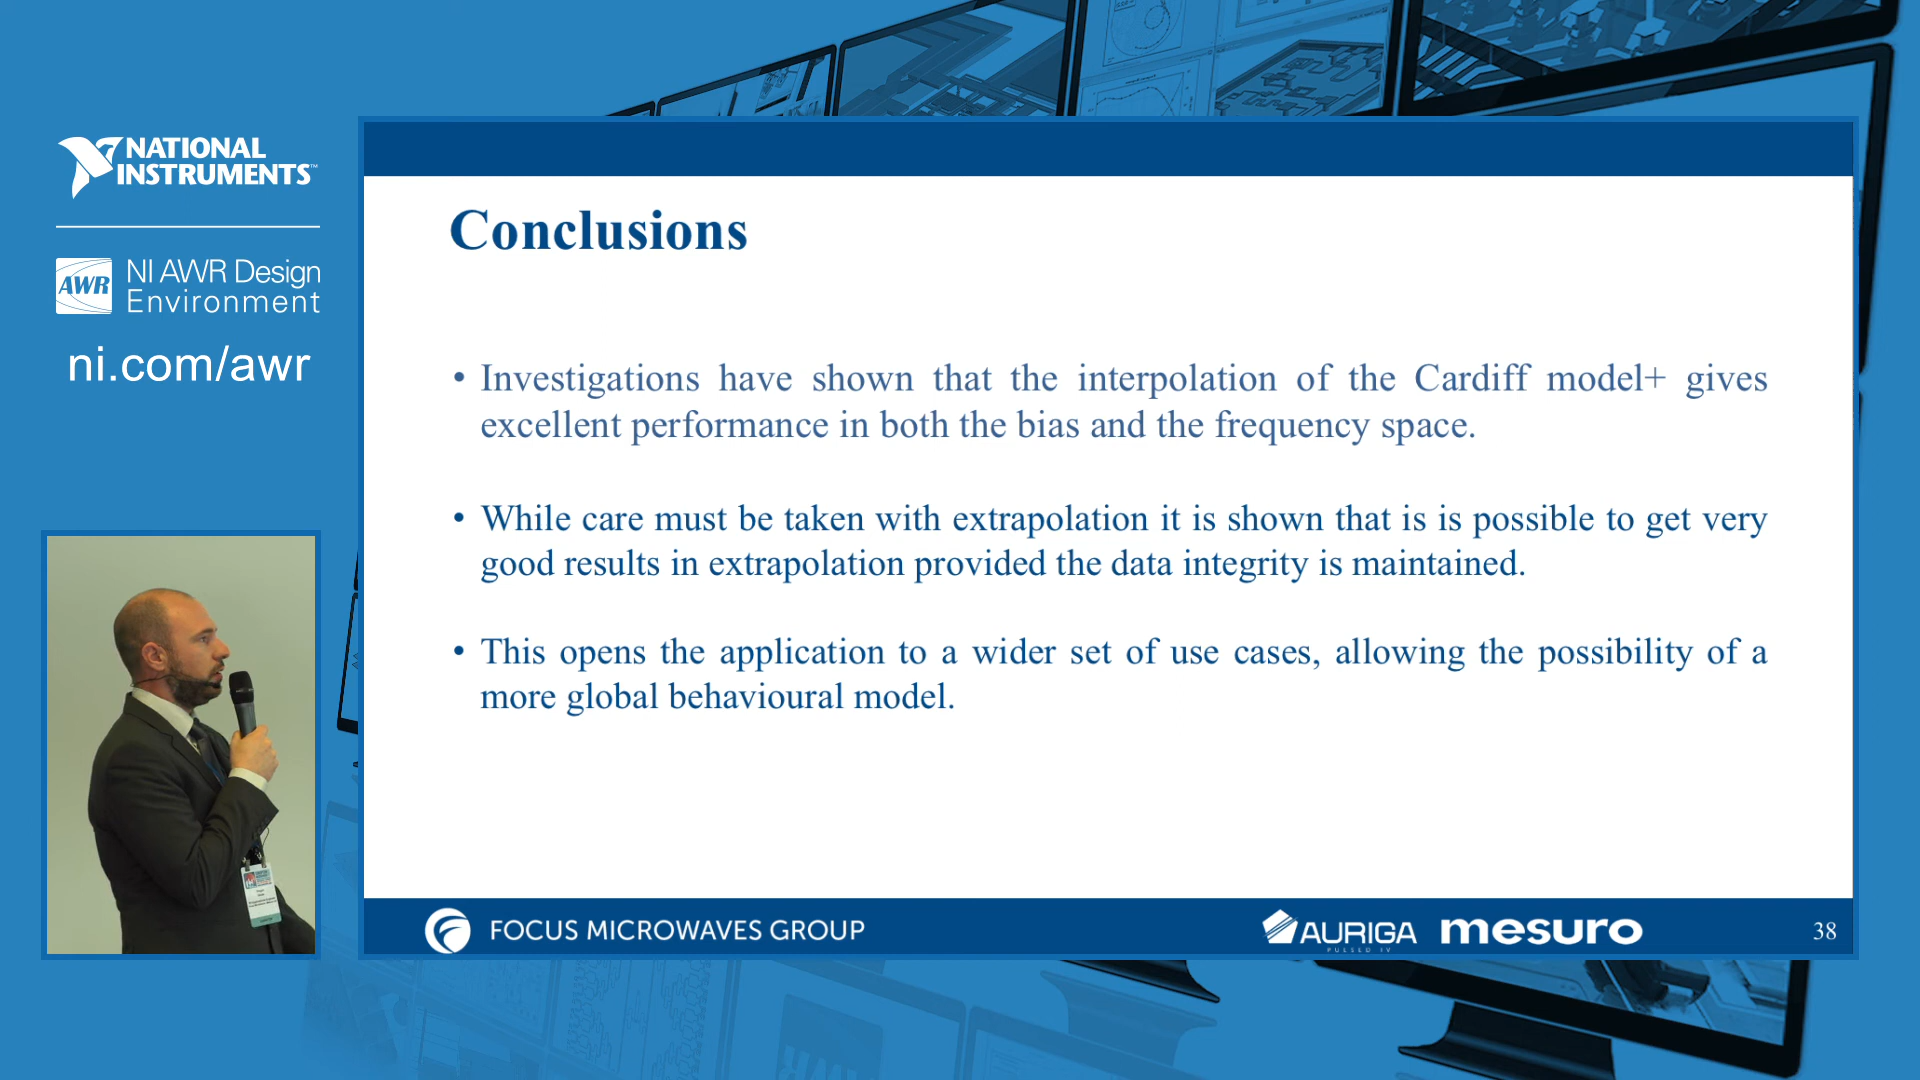 NATIONAL
INSTRUMENTS™
AWR
NI AWR Design
Environment
ni.com/awr
Conclusions
• Investigations have shown that the interpolation of the Cardiff model+ gives
excellent performance in both the bias and the frequency space.
• While care must be taken with extrapolation it is shown that is is possible to get very
good results in extrapolation provided the data integrity is maintained.
• This opens the application to a wider set of use cases, allowing the possibility of a
more global behavioural model.
FOCUS MICROWAVES GROUP
AURIGA
PULSED IV
mesuro
38